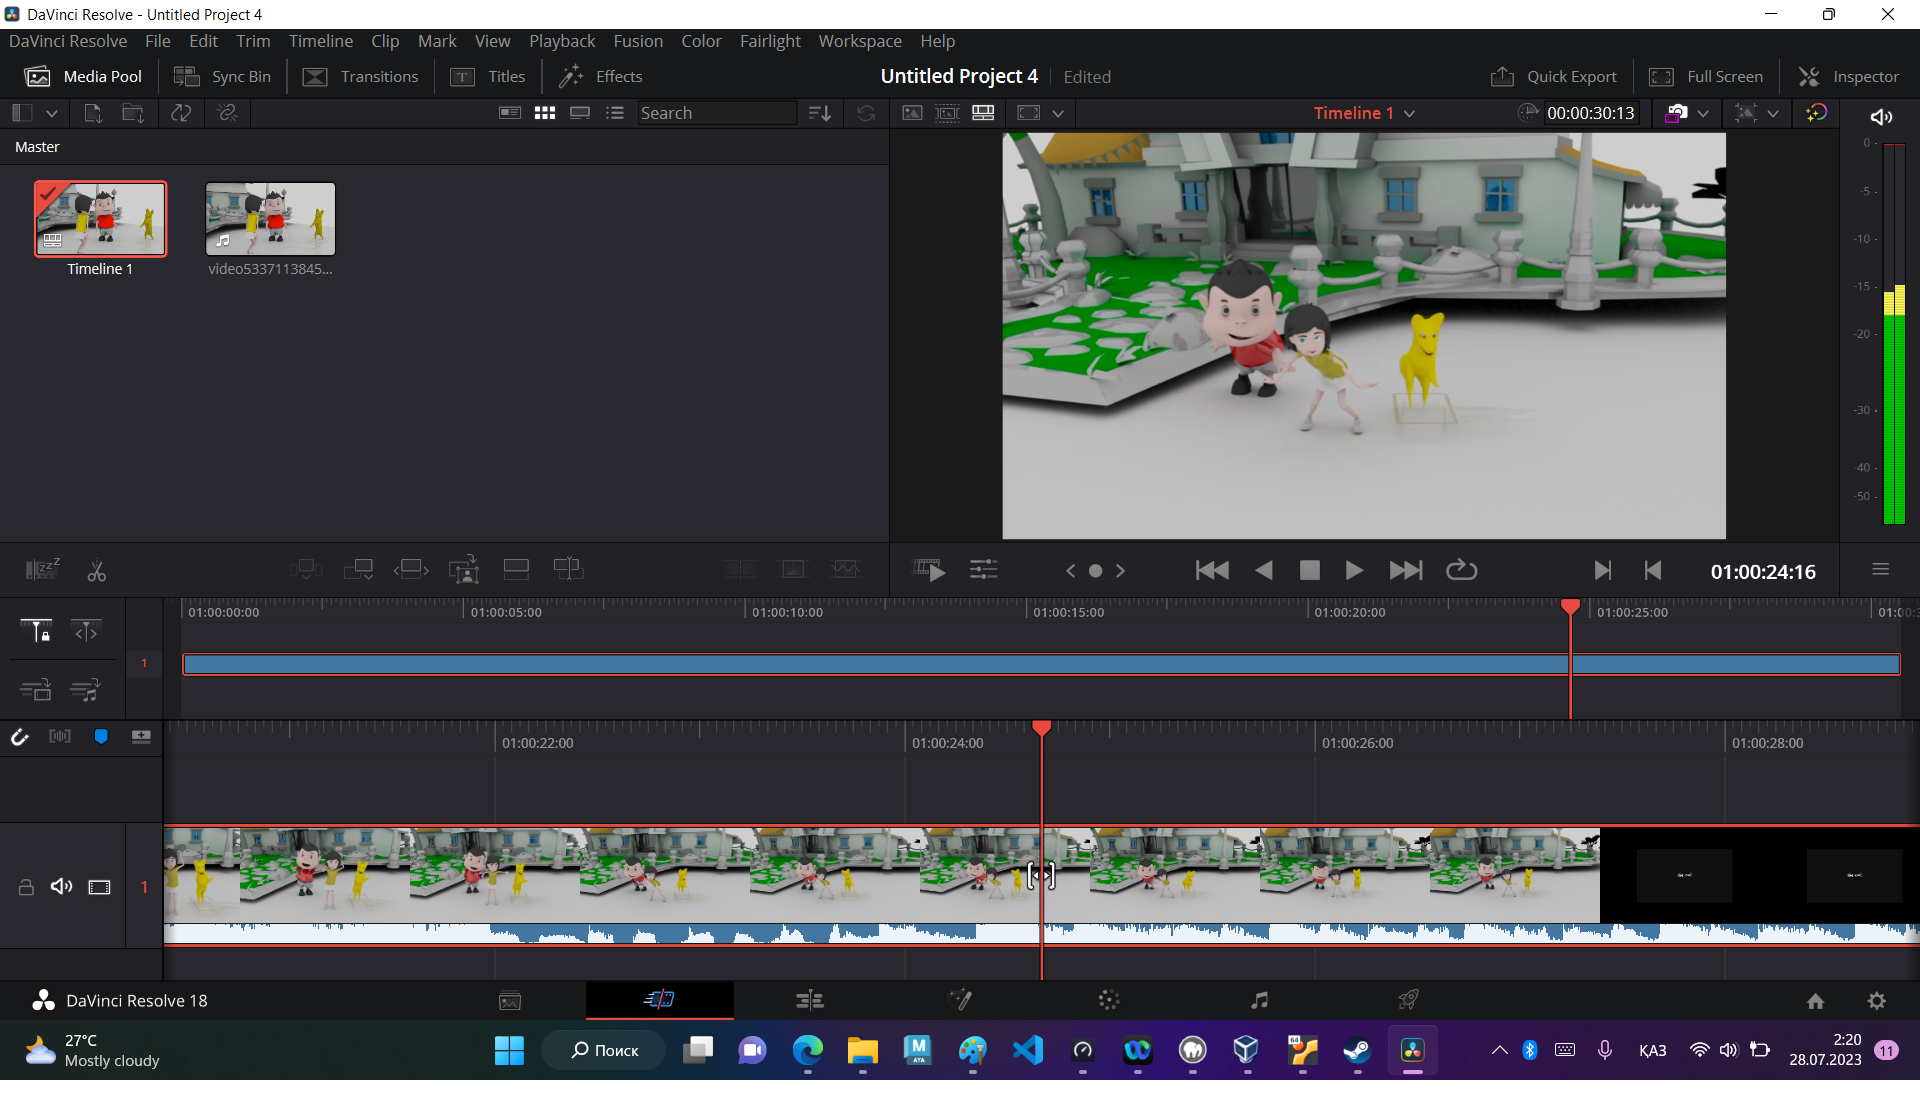 DaVinci Resolve - Untitled Project 4
DaVinci Resolve File Edit Trim Timeline Clip Mark View Playback Fusion Color Fairlight Workspace Help
Media Pool Sync Bin Transitions Titles Effects Untitled Project 4 Edited Quick Export Full Screen Inspector
Search Timeline 1 00:00:30:13
Master
Timeline 1 video5337113845...
0
-5
-10
-15
-20
-30
-40
-50
01:00:24:16
01:00:00:00 01:00:05:00 01:00:10:00 01:00:15:00 01:00:20:00 01:00:25:00
1
01:00:22:00 01:00:24:00 01:00:26:00 01:00:28:00
1
DaVinci Resolve 18
27°C
Mostly cloudy
Поиск
M
ATA
64
ҚАЗ
2:20
28.07.2023
11